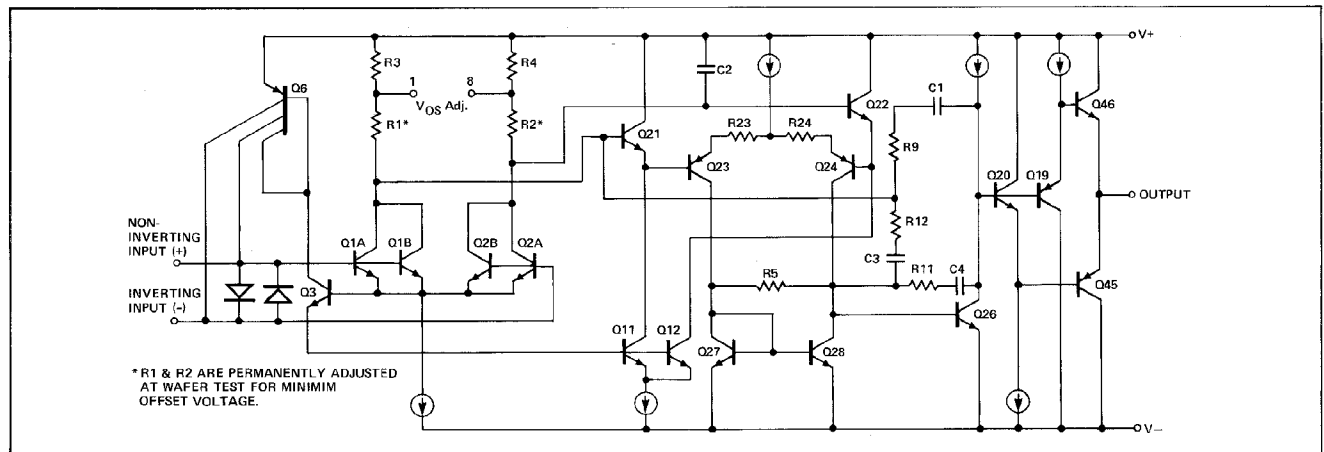 V+
R3
R4
C2
Q6
1
8
VOS Adj.
C1
Q46
R1*
R2*
Q22
Q21
R23
R24
R9
Q23
Q24
Q20
Q19
OUTPUT
NON-
INVERTING
INPUT (+)
Q1A
Q1B
Q2B
Q2A
R12
C3
R5
R11
C4
Q45
INVERTING
INPUT (-)
Q3
Q26
Q11
Q12
Q27
Q28
* R1 & R2 ARE PERMANENTLY ADJUSTED
AT WAFER TEST FOR MINIMIM
OFFSET VOLTAGE.
V-